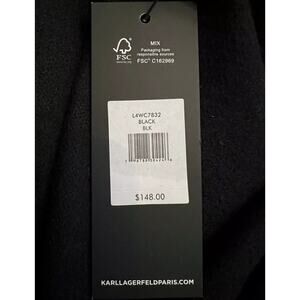 FSC
MIX
Packaging from
responsible sources
FSC® C162969
L4WC7832
BLACK
BLK
$148.00
KARLLAGERFELDPARIS.COM